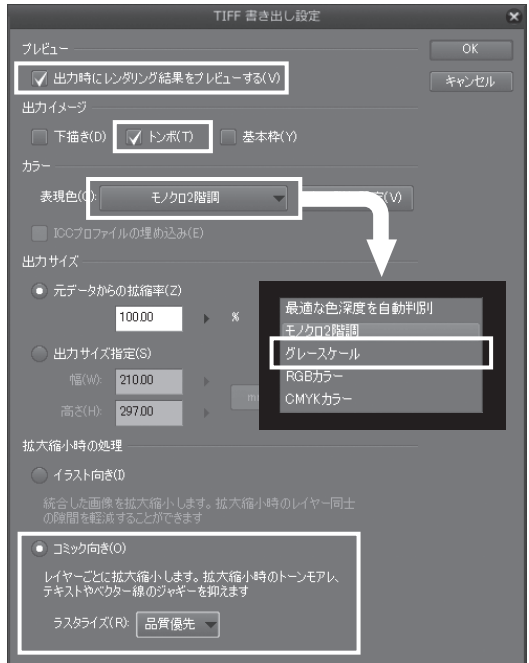 TIFF 書き出し設定
プレビュー
出力時にレンダリング結果をプレビューする(V)
OK
キャンセル
出力イメージ
下描き(D)
トンボ(T)
基本枠(Y)
カラー
表現色(C):
モノクロ2階調
(V)
ICCプロファイルの埋め込み(E)
出力サイズ
元データからの拡縮率(Z)
100.00
%
出力サイズ指定(S)
幅(W):
210.00
高さ(H):
297.00
最適な色深度を自動判別
モノクロ2階調
グレースケール
RGBカラー
CMYKカラー
拡大縮小時の処理
イラスト向き(I)
統合した画像を拡大縮小します。拡大縮小時のレイヤー同士
の隙間を軽減することができます
コミック向き(O)
レイヤーごとに拡大縮小します。拡大縮小時のトーンモアレ、
テキストやベクター線のジャギーを抑えます
ラスタライズ(R):
品質優先